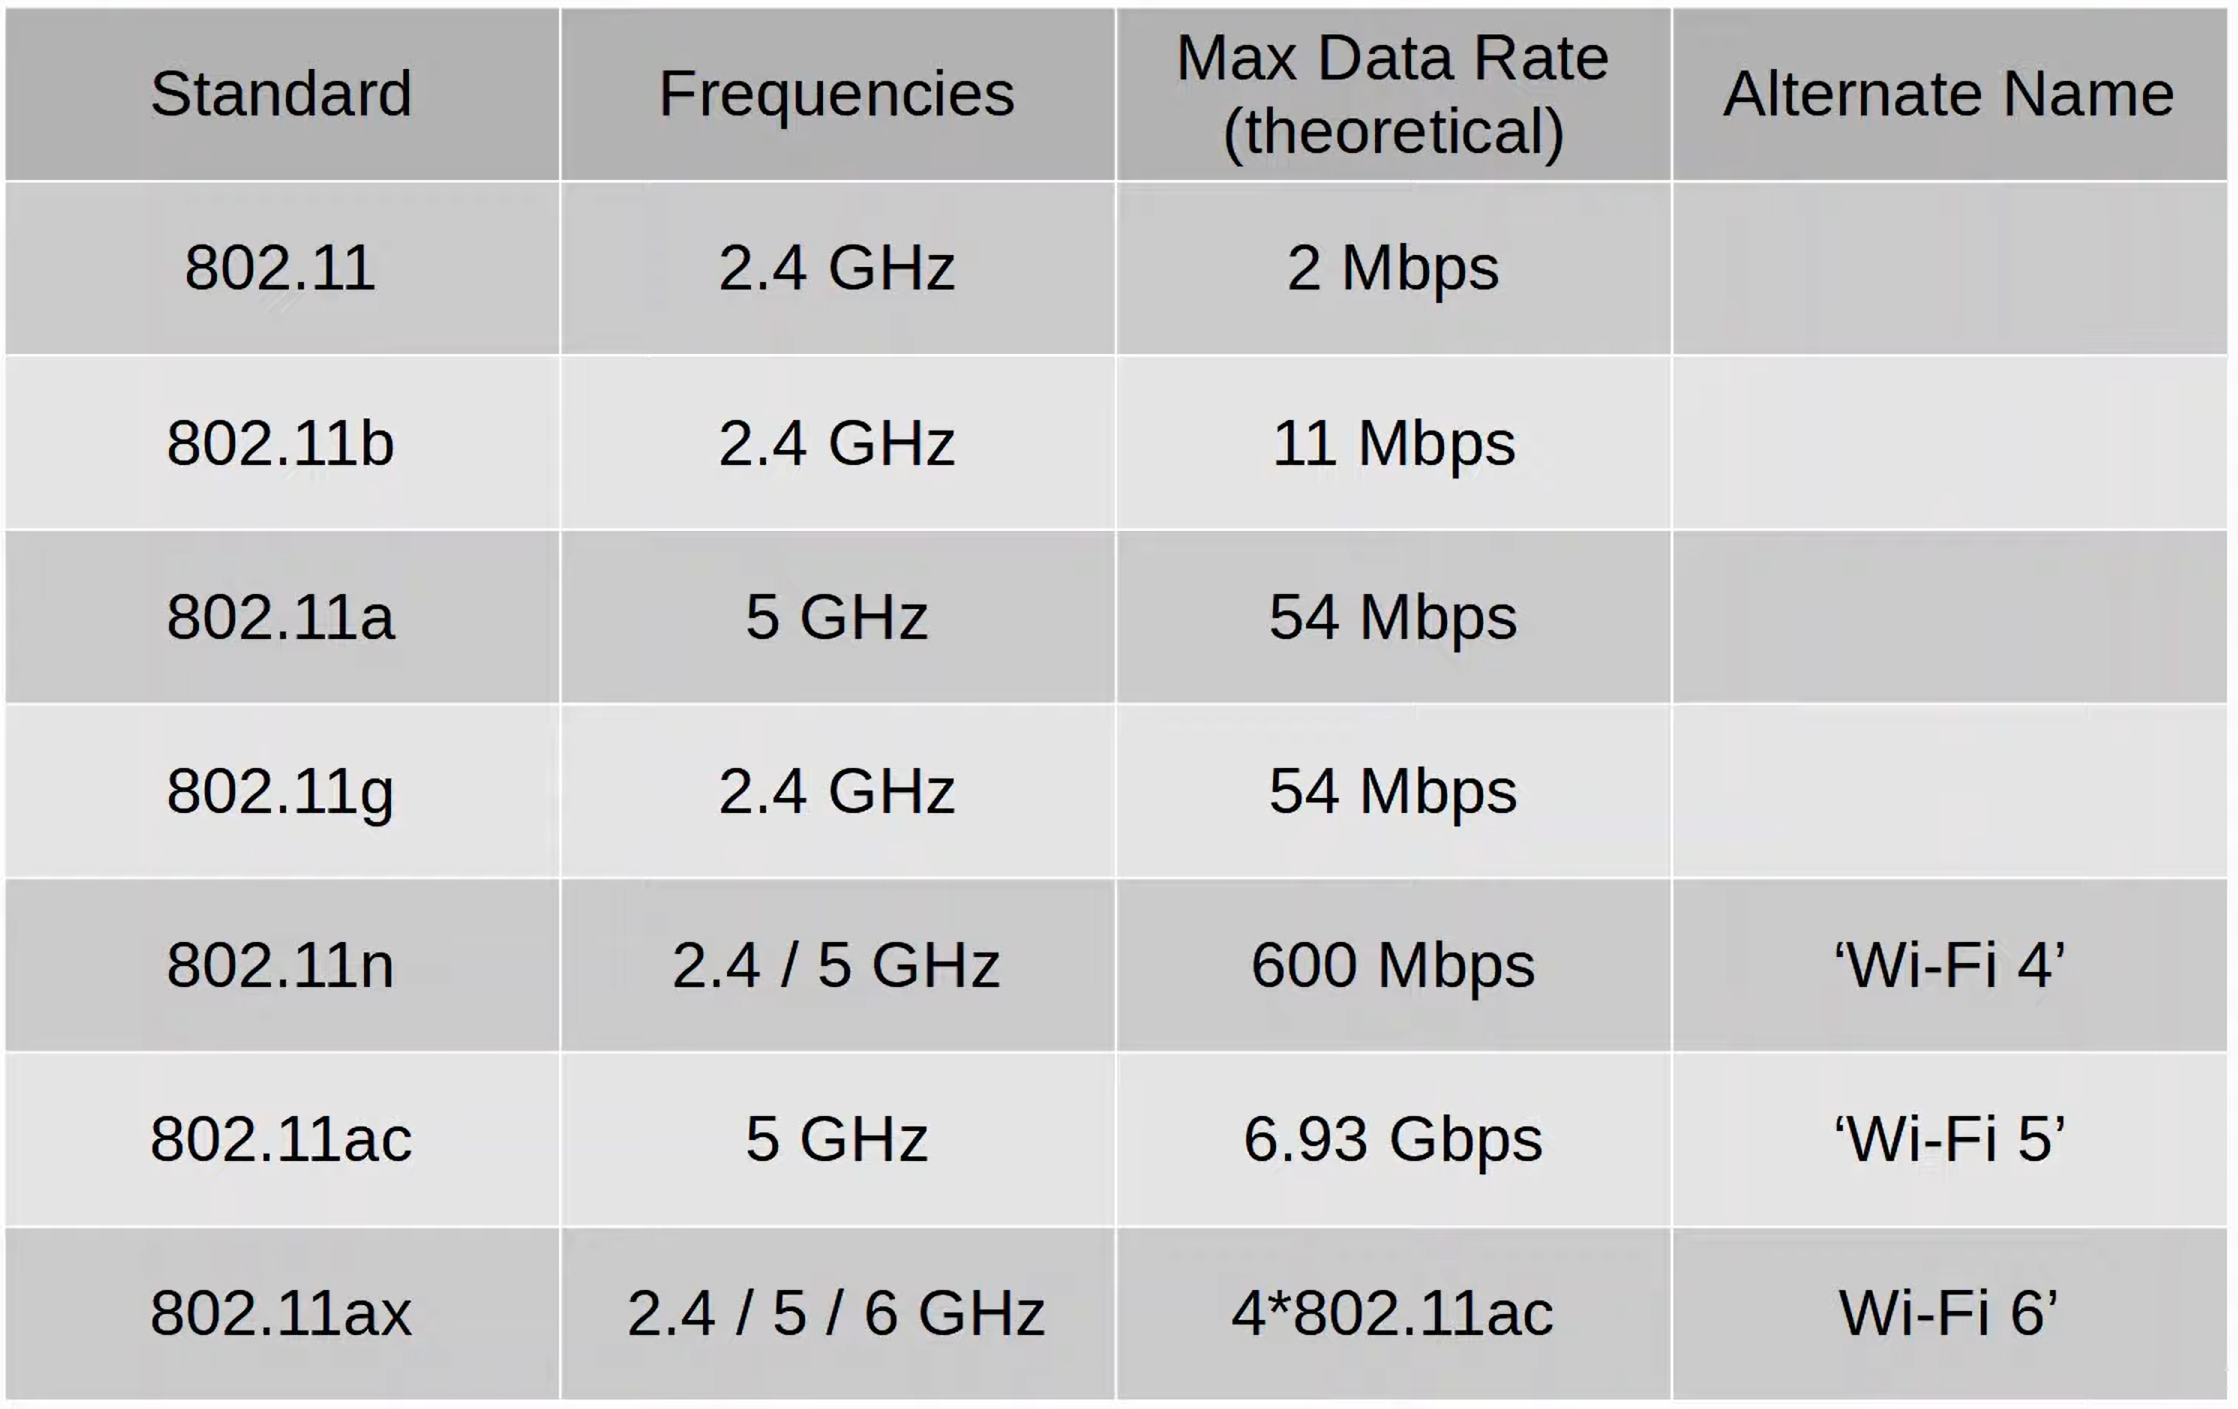 Standard Frequencies Max Data Rate (theoretical) Alternate Name
802.11 2.4 GHz 2 Mbps
802.11b 2.4 GHz 11 Mbps
802.11a 5 GHz 54 Mbps
802.11g 2.4 GHz 54 Mbps
802.11n 2.4 / 5 GHz 600 Mbps ‘Wi-Fi 4’
802.11ac 5 GHz 6.93 Gbps ‘Wi-Fi 5’
802.11ax 2.4 / 5 / 6 GHz 4*802.11ac Wi-Fi 6’